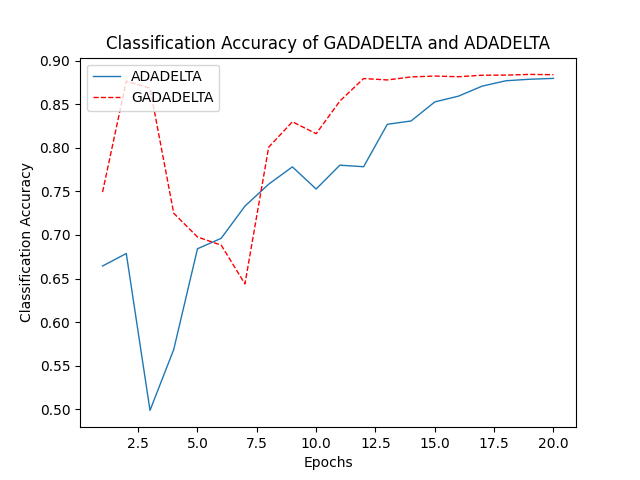 Classification Accuracy of GADADELTA and ADADELTA
0.90
ADADELTA
GADADELTA
0.85
0.80
0.75
0.70
0.65
0.60
0.55
0.50
Classification Accuracy
2.5 5.0 7.5 10.0 12.5 15.0 17.5 20.0
Epochs